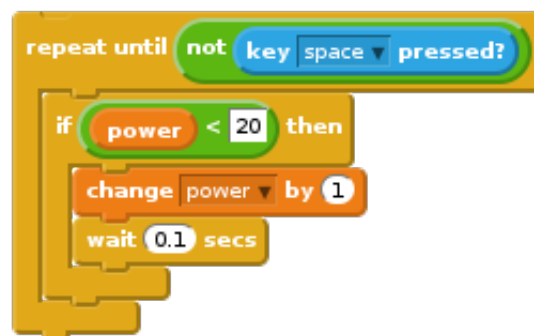 repeat until not key space pressed?
if power < 20 then
change power by 1
wait 0.1 secs